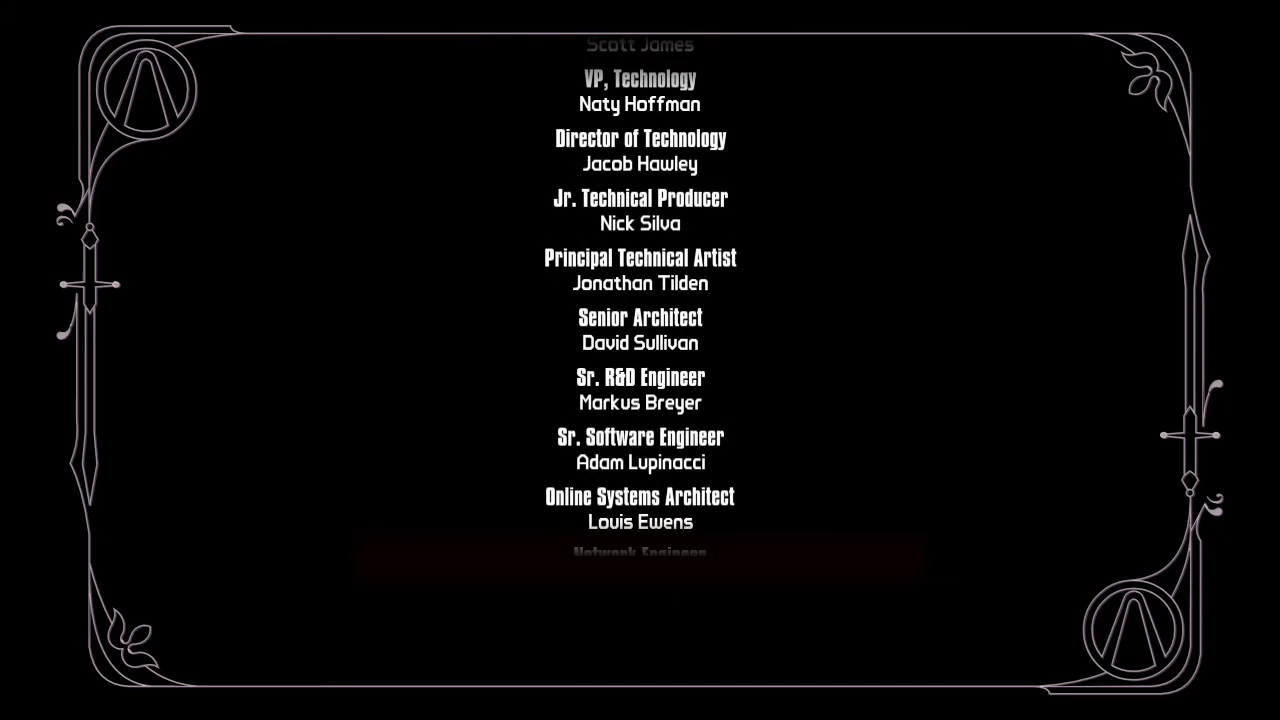 Scott James
VP, Technology
Naty Hoffman
Director of Technology
Jacob Hawley
Jr. Technical Producer
Nick Silva
Principal Technical Artist
Jonathan Tilden
Senior Architect
David Sullivan
Sr. R&D Engineer
Markus Breyer
Sr. Software Engineer
Adam Lupinacci
Online Systems Architect
Louis Ewens
Network Engineer